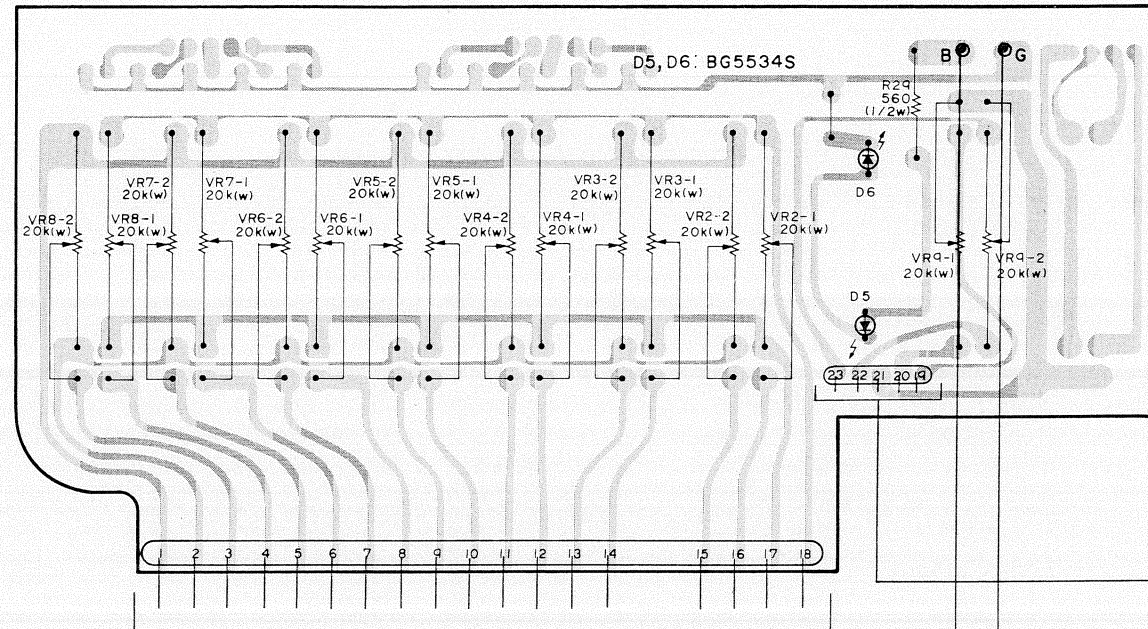 D5, D6: BG5534S
B
G
R29
560
(1/2W)
VR7-2
20k(w)
VR7-1
20k(w)
VR5-2
20k(w)
VR5-1
20k(w)
VR3-2
20k(w)
VR3-1
20k(w)
D6
VR8-2
20k(w)
VR8-1
20k(w)
VR6-2
20k(w)
VR6-1
20k(w)
VR4-2
20k(w)
VR4-1
20k(w)
VR2-2
20k(w)
VR2-1
20k(w)
VR9-1
20k(w)
VR9-2
20k(w)
D5
23 22 21 20 19
1 2 3 4 5 6 7 8 9 10 11 12 13 14 15 16 17 18